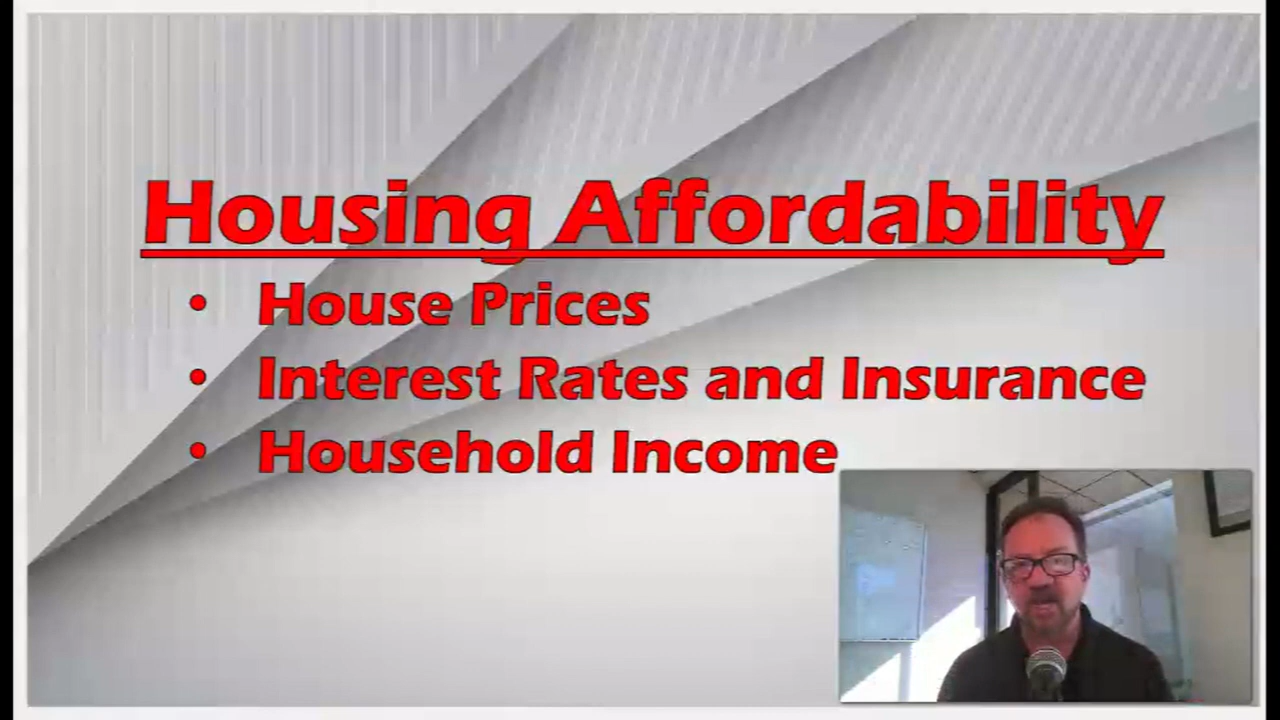 Housing Affordability
• House Prices
• Interest Rates and Insurance
• Household Income